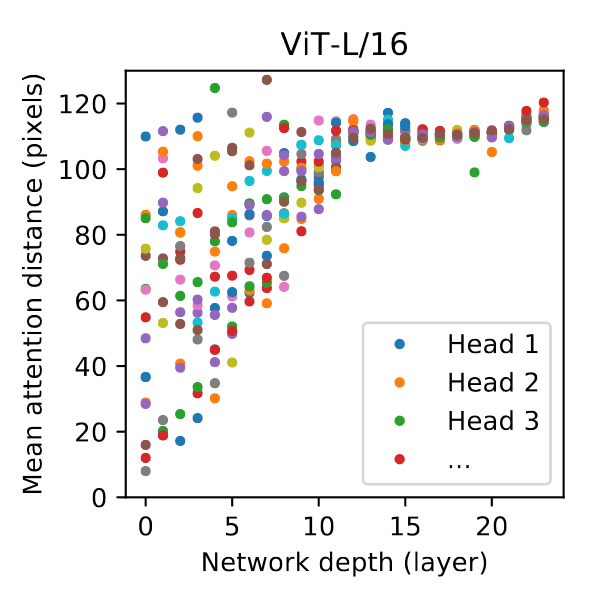 ViT-L/16
Mean attention distance (pixels)
120
100
80
60
40
20
0
Head 1
Head 2
Head 3
...
0 5 10 15 20
Network depth (layer)